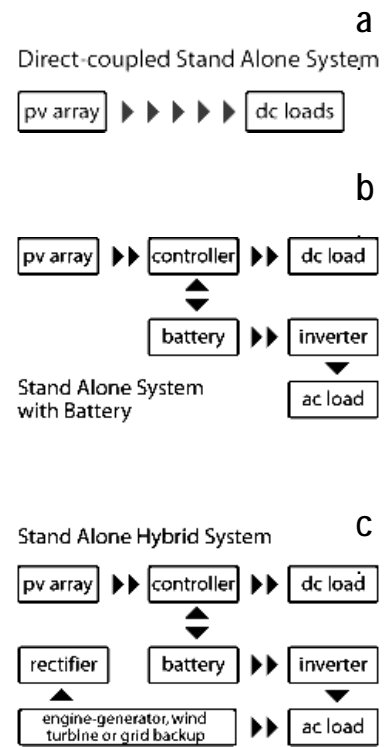 a
Direct-coupled Stand Alone System
pv array
dc loads
b
pv array
controller
dc load
battery
inverter
Stand Alone System
with Battery
ac load
c
Stand Alone Hybrid System
pv array
controller
dc load
rectifier
battery
inverter
engine-generator, wind
turbine or grid backup
ac load